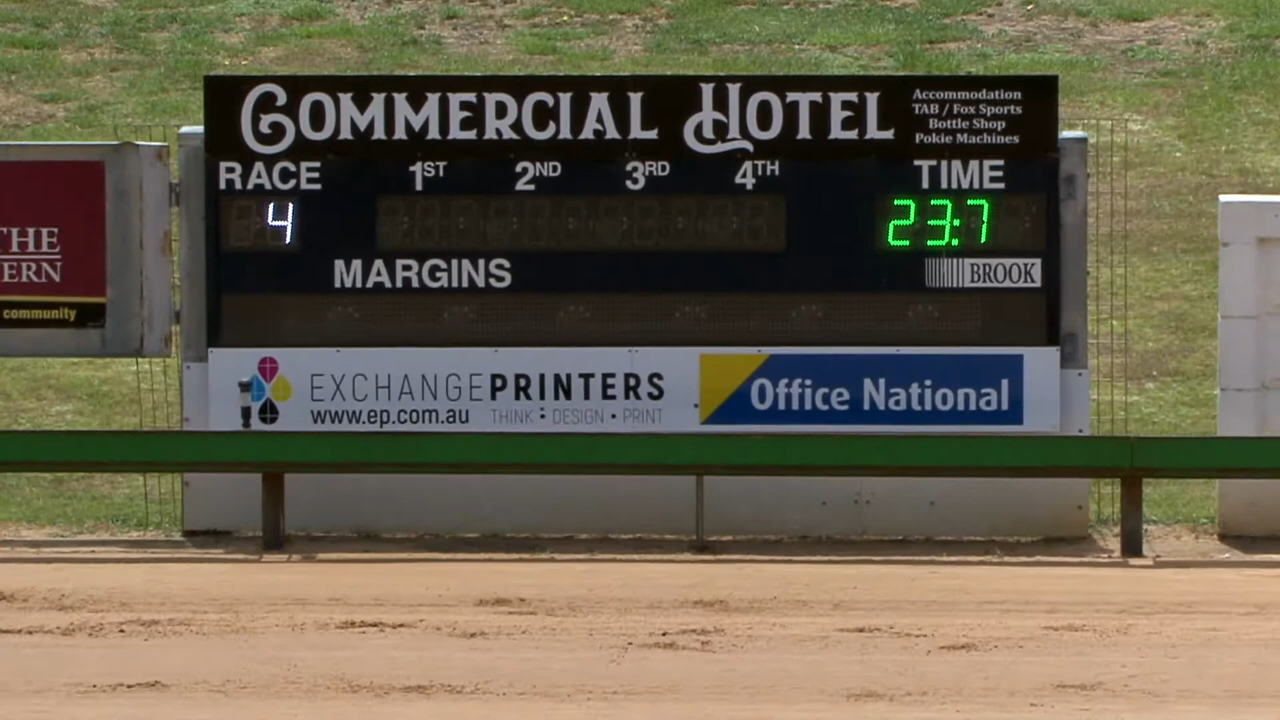 COMMERCIAL HOTEL
Accommodation
TAB / Fox Sports
Bottle Shop
Pokie Machines
RACE 1ST 2ND 3RD 4TH TIME
4 23:7
MARGINS
BROOK
THE
ERN
community
EXCHANGEPRINTERS
www.ep.com.au THINK : DESIGN • PRINT
Office National